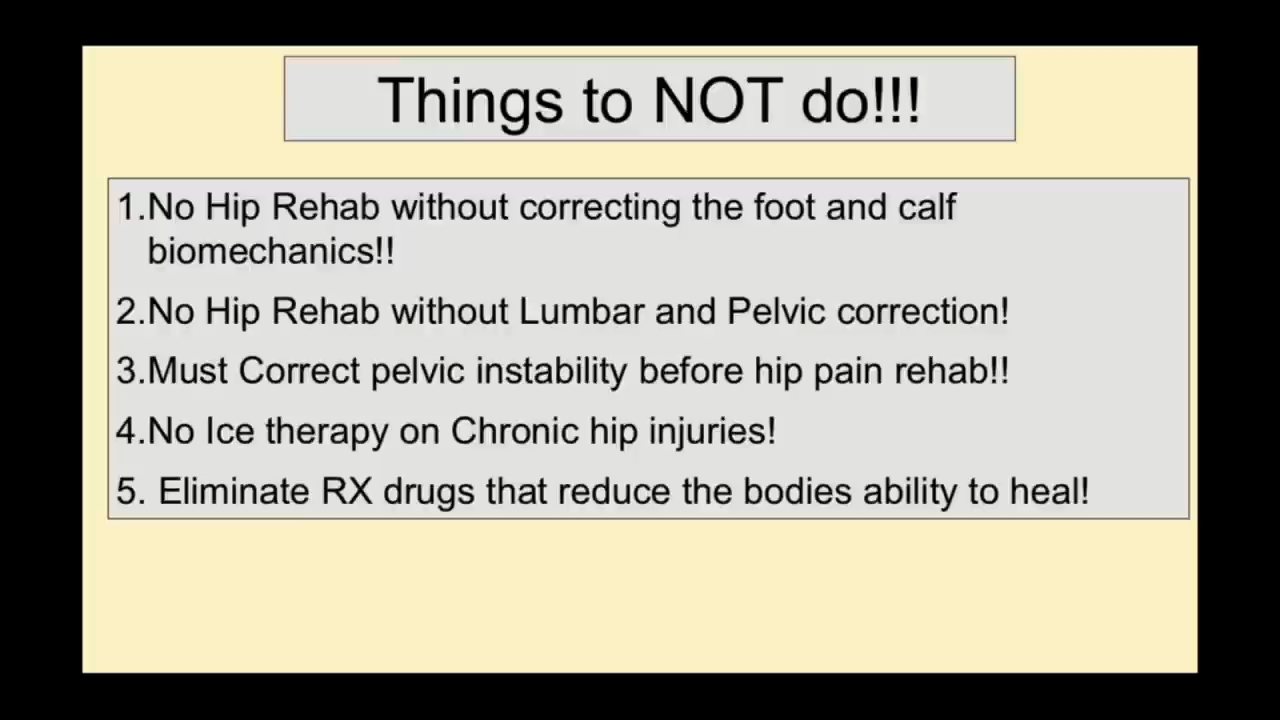 Things to NOT do!!!
1.No Hip Rehab without correcting the foot and calf
biomechanics!!
2.No Hip Rehab without Lumbar and Pelvic correction!
3.Must Correct pelvic instability before hip pain rehab!!
4.No Ice therapy on Chronic hip injuries!
5. Eliminate RX drugs that reduce the bodies ability to heal!